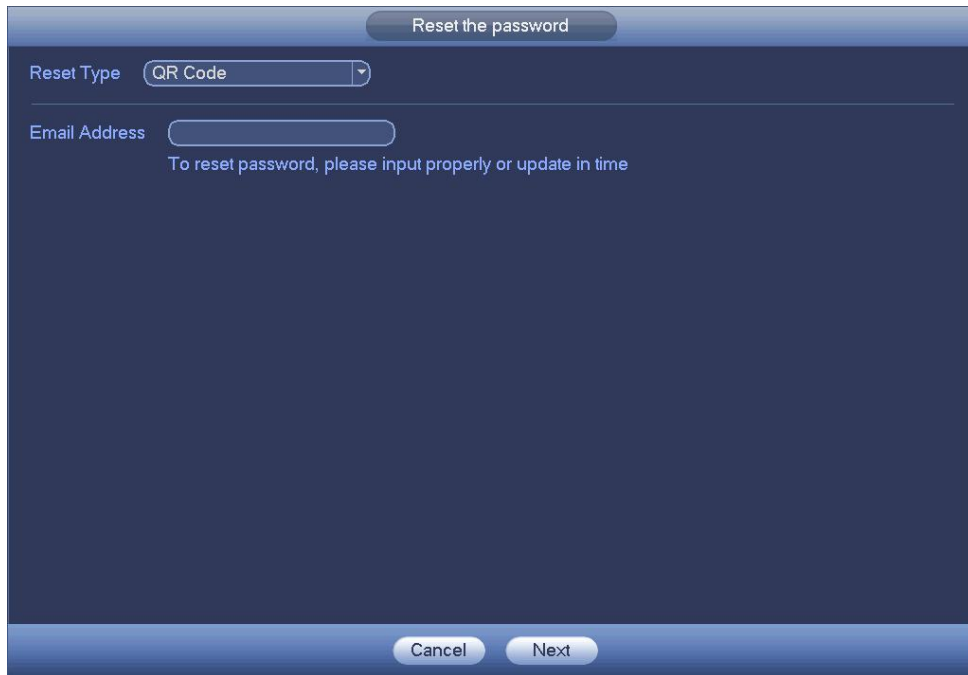 Reset the password
Reset Type QR Code
Email Address
To reset password, please input properly or update in time
Cancel Next